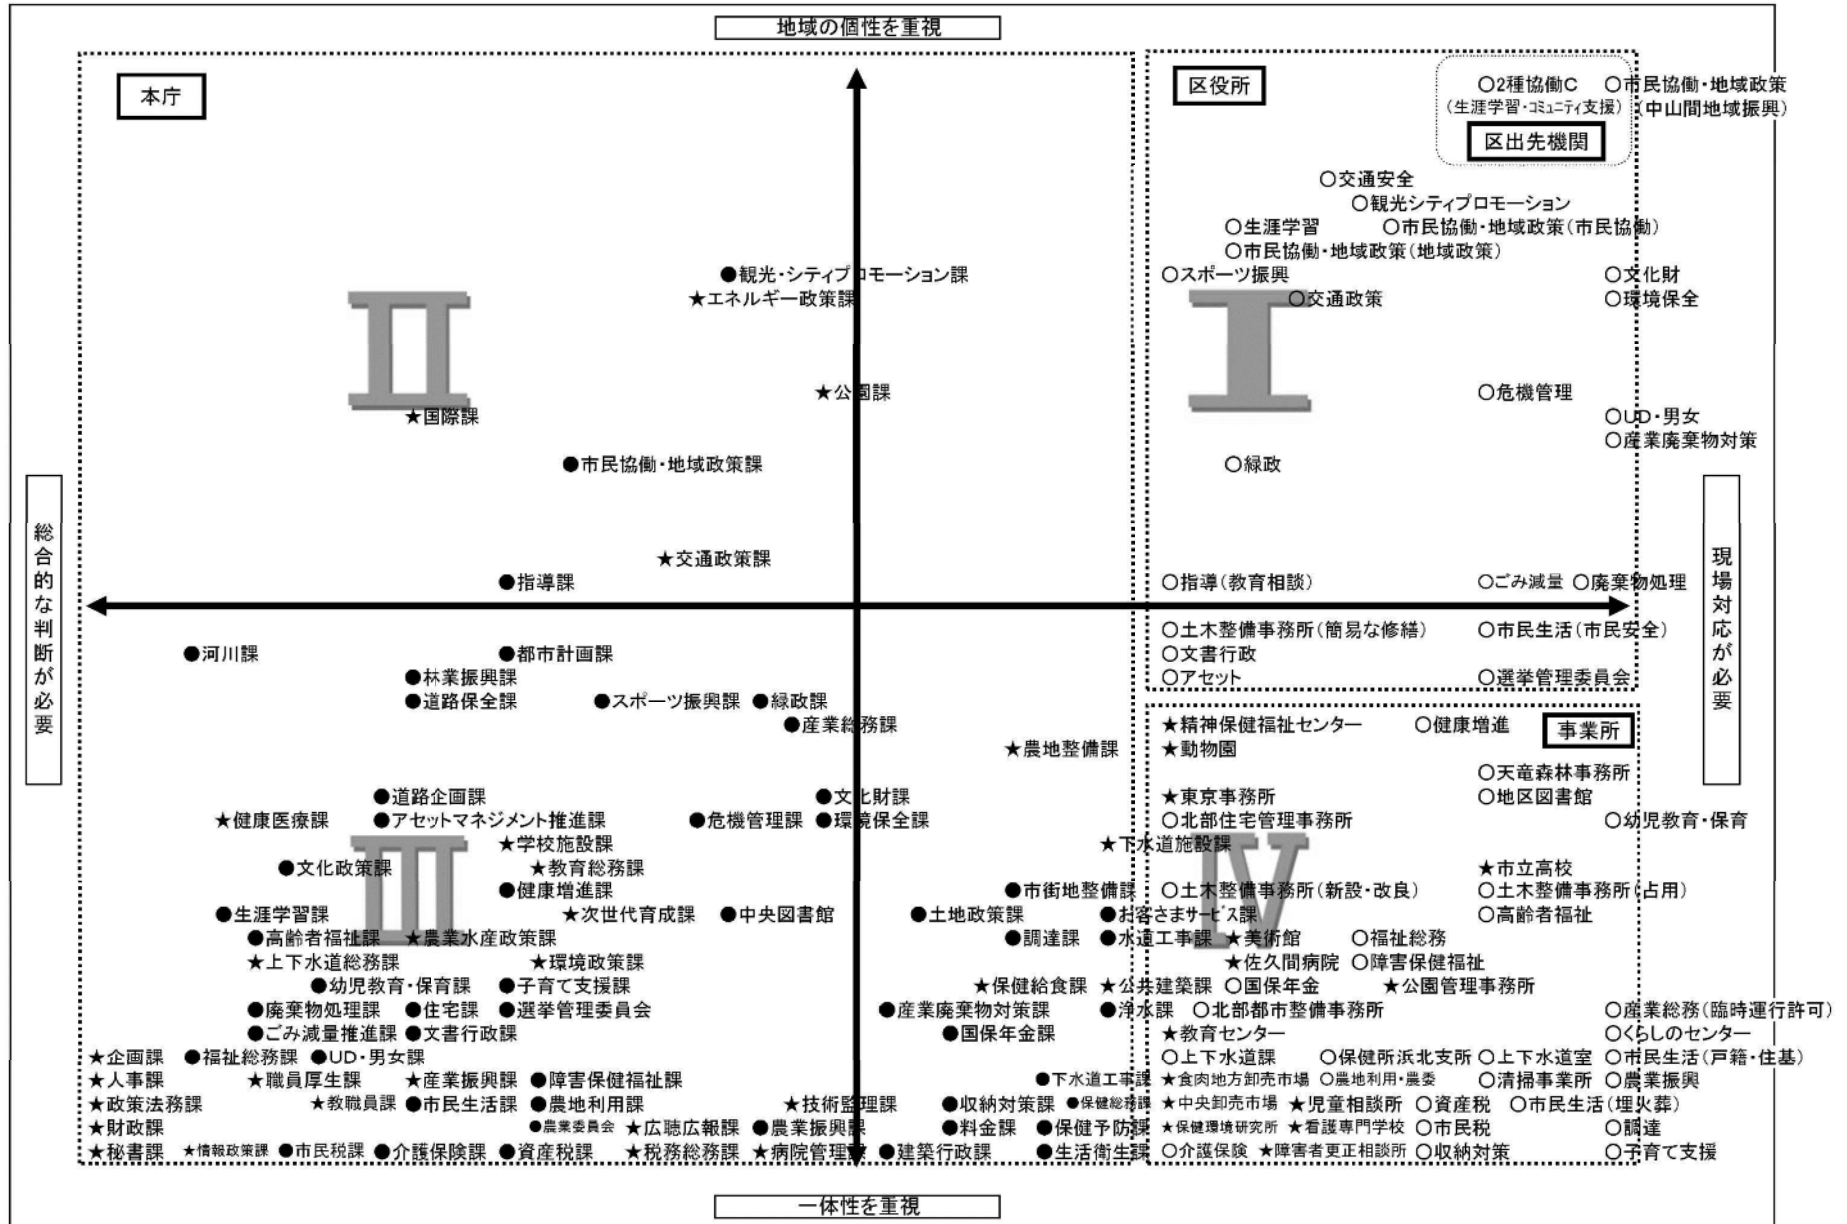 地域の個性を重視
本庁
区役所
○2種協働C ○市民協働・地域政策
(生涯学習・コミュニティ支援) (中山間地域振興)
区出先機関
○交通安全
○観光シティプロモーション
○生涯学習 ○市民協働・地域政策(市民協働)
○市民協働・地域政策(地域政策)
●観光・シティプロモーション課 ○スポーツ振興 ○文化財
★エネルギー政策課 ○交通政策 ○環境保全
II I
★公園課 ○危機管理
★国際課 ○UD・男女
○産業廃棄物対策
●市民協働・地域政策課 ○緑政
★交通政策課
●指導課 ○指導(教育相談) ○ごみ減量 ○廃棄物処理
総合的な判断が必要
現場対応が必要
○土木整備事務所(簡易な修繕) ○市民生活(市民安全)
●河川課 ●都市計画課 ○文書行政
●林業振興課 ○アセット ○選挙管理委員会
●道路保全課 ●スポーツ振興課 ●緑政課
●産業総務課 ★精神保健福祉センター ○健康増進 事業所
★農地整備課 ★動物園
○天竜森林事務所
●道路企画課 ●文化財課 ★東京事務所 ○地区図書館
★健康医療課 ●アセットマネジメント推進課 ●危機管理課 ●環境保全課 ○北部住宅管理事務所 ○幼児教育・保育
★学校施設課 ★下水道施設課
III IV
●文化政策課 ★教育総務課 ★市立高校
●健康増進課 ●市街地整備課 ○土木整備事務所(新設・改良) ○土木整備事務所(占用)
●生涯学習課 ★次世代育成課 ●中央図書館 ●土地政策課 ●お客さまサービス課 ○高齢者福祉
●高齢者福祉課 ★農業水産政策課 ●調達課 ●水道工事課 ★美術館 ○福祉総務
★上下水道総務課 ★環境政策課 ★佐久間病院 ○障害保健福祉
●幼児教育・保育課 ●子育て支援課 ★保健給食課 ★公共建築課 ○国保年金 ★公園管理事務所
●廃棄物処理課 ●住宅課 ●選挙管理委員会 ●産業廃棄物対策課 ●浄水課 ○北部都市整備事務所 ○産業総務(臨時運行許可)
●ごみ減量推進課 ●文書行政課 ●国保年金課 ★教育センター ○くらしのセンター
★企画課 ●福祉総務課 ●UD・男女課 ○上下水道課 ○保健所浜北支所 ○上下水道室 ○市民生活(戸籍・住基)
★人事課 ★職員厚生課 ★産業振興課 ●障害保健福祉課 ●下水道工事課 ★食肉地方卸売市場 ○農地利用・農委 ○清掃事業所 ○農業振興
★政策法務課 ★教職員課 ●市民生活課 ●農地利用課 ★技術監理課 ●収納対策課 ●保健総務課 ★中央卸売市場 ★児童相談所 ○資産税 ○市民生活(埋火葬)
★財政課 ●農業委員会 ★広聴広報課 ●農業振興課 ●料金課 ●保健予防課 ★保健環境研究所 ★看護専門学校 ○市民税 ○調達
★秘書課 ★情報政策課 ●市民税課 ●介護保険課 ●資産税課 ★税務総務課 ★病院管理課 ●建築行政課 ●生活衛生課 ○介護保険 ★障害者更正相談所 ○収納対策 ○子育て支援
一体性を重視